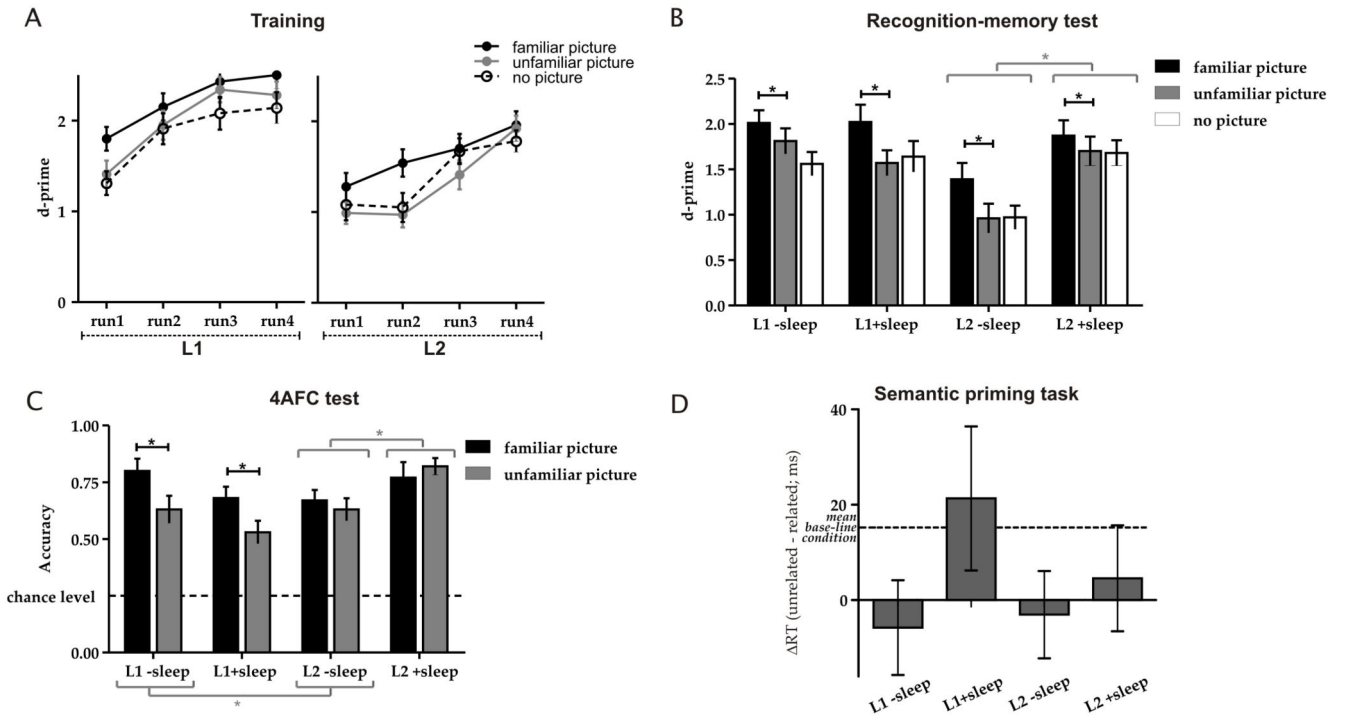 A
Training
familiar picture
unfamiliar picture
no picture
d-prime
2
1
0
run1 run2 run3 run4
L1
run1 run2 run3 run4
L2
B
Recognition-memory test
*
familiar picture
unfamiliar picture
no picture
d-prime
2.5
2.0
1.5
1.0
0.5
0.0
* * * *
L1 -sleep L1+sleep L2 -sleep L2 +sleep
C
4AFC test
familiar picture
unfamiliar picture
Accuracy
1.00
0.75
0.50
chance level
0.00
* * *
L1 -sleep L1+sleep L2 -sleep L2 +sleep
*
D
Semantic priming task
ΔRT (unrelated - related; ms)
40
20
mean
base-line
condition
0
L1 -sleep L1+sleep L2 -sleep L2 +sleep